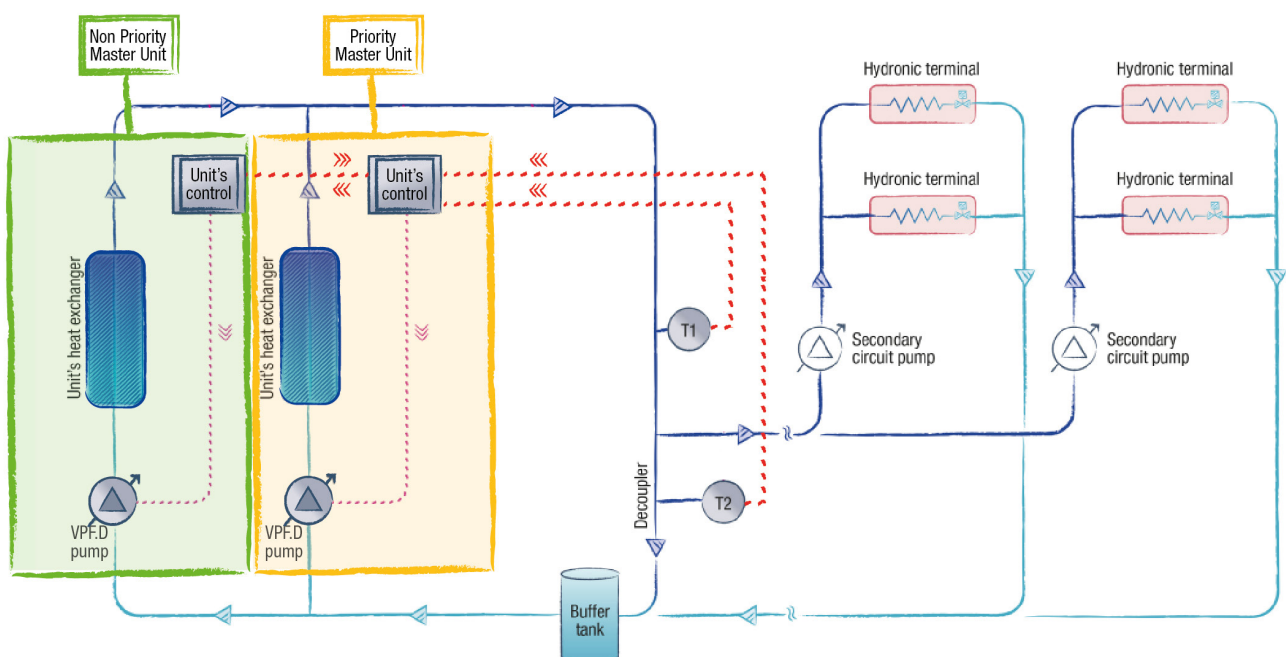 Non Priority
Master Unit
Priority
Master Unit
Hydronic terminal
Hydronic terminal
Unit's
control
Unit's
control
Hydronic terminal
Hydronic terminal
Unit's heat exchanger
Unit's heat exchanger
T1
Secondary
circuit pump
Secondary
circuit pump
Decoupler
T2
VPF.D
pump
VPF.D
pump
Buffer
tank